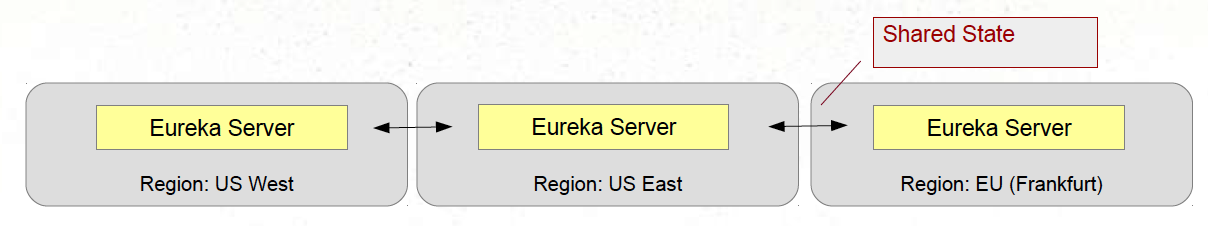 Shared State
Eureka Server
Eureka Server
Eureka Server
Region: US West
Region: US East
Region: EU (Frankfurt)